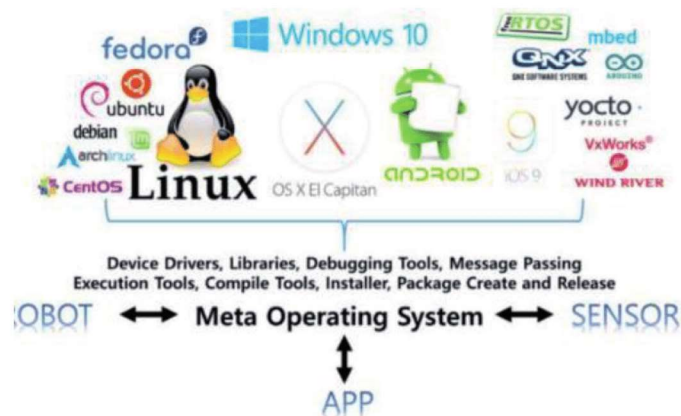 fedora
Windows 10
FreeRTOS
mbed
QNX
QNX SOFTWARE SYSTEMS
ARDUINO
ubuntu
debian
archlinux
CentOS
Linux
OS X El Capitan
ANDROID
9
iOS 9
yocto
PROJECT
VxWorks®
WIND RIVER
Device Drivers, Libraries, Debugging Tools, Message Passing
Execution Tools, Compile Tools, Installer, Package Create and Release
OBOT Meta Operating System SENSOR
APP